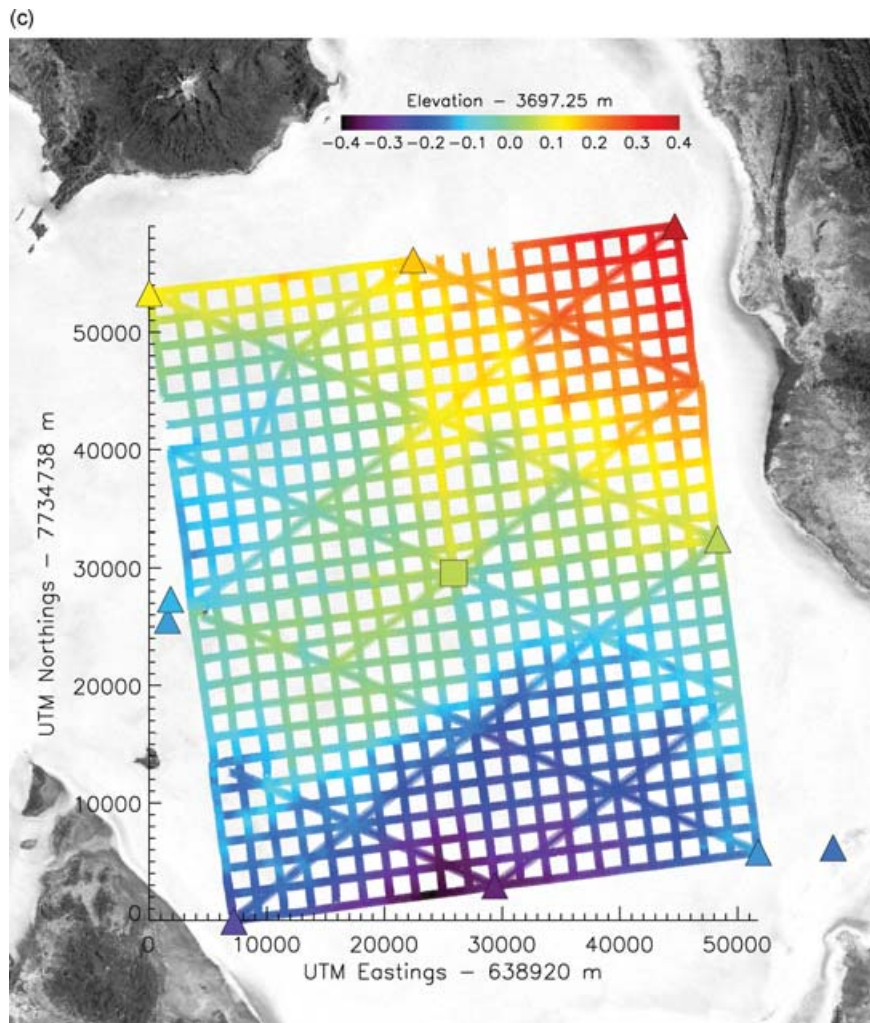 (c)
Elevation – 3697.25 m
-0.4 -0.3 -0.2 -0.1 0.0 0.1 0.2 0.3 0.4
50000
40000
30000
20000
10000
0
UTM Northings – 7734738 m
0 10000 20000 30000 40000 50000
UTM Eastings – 638920 m